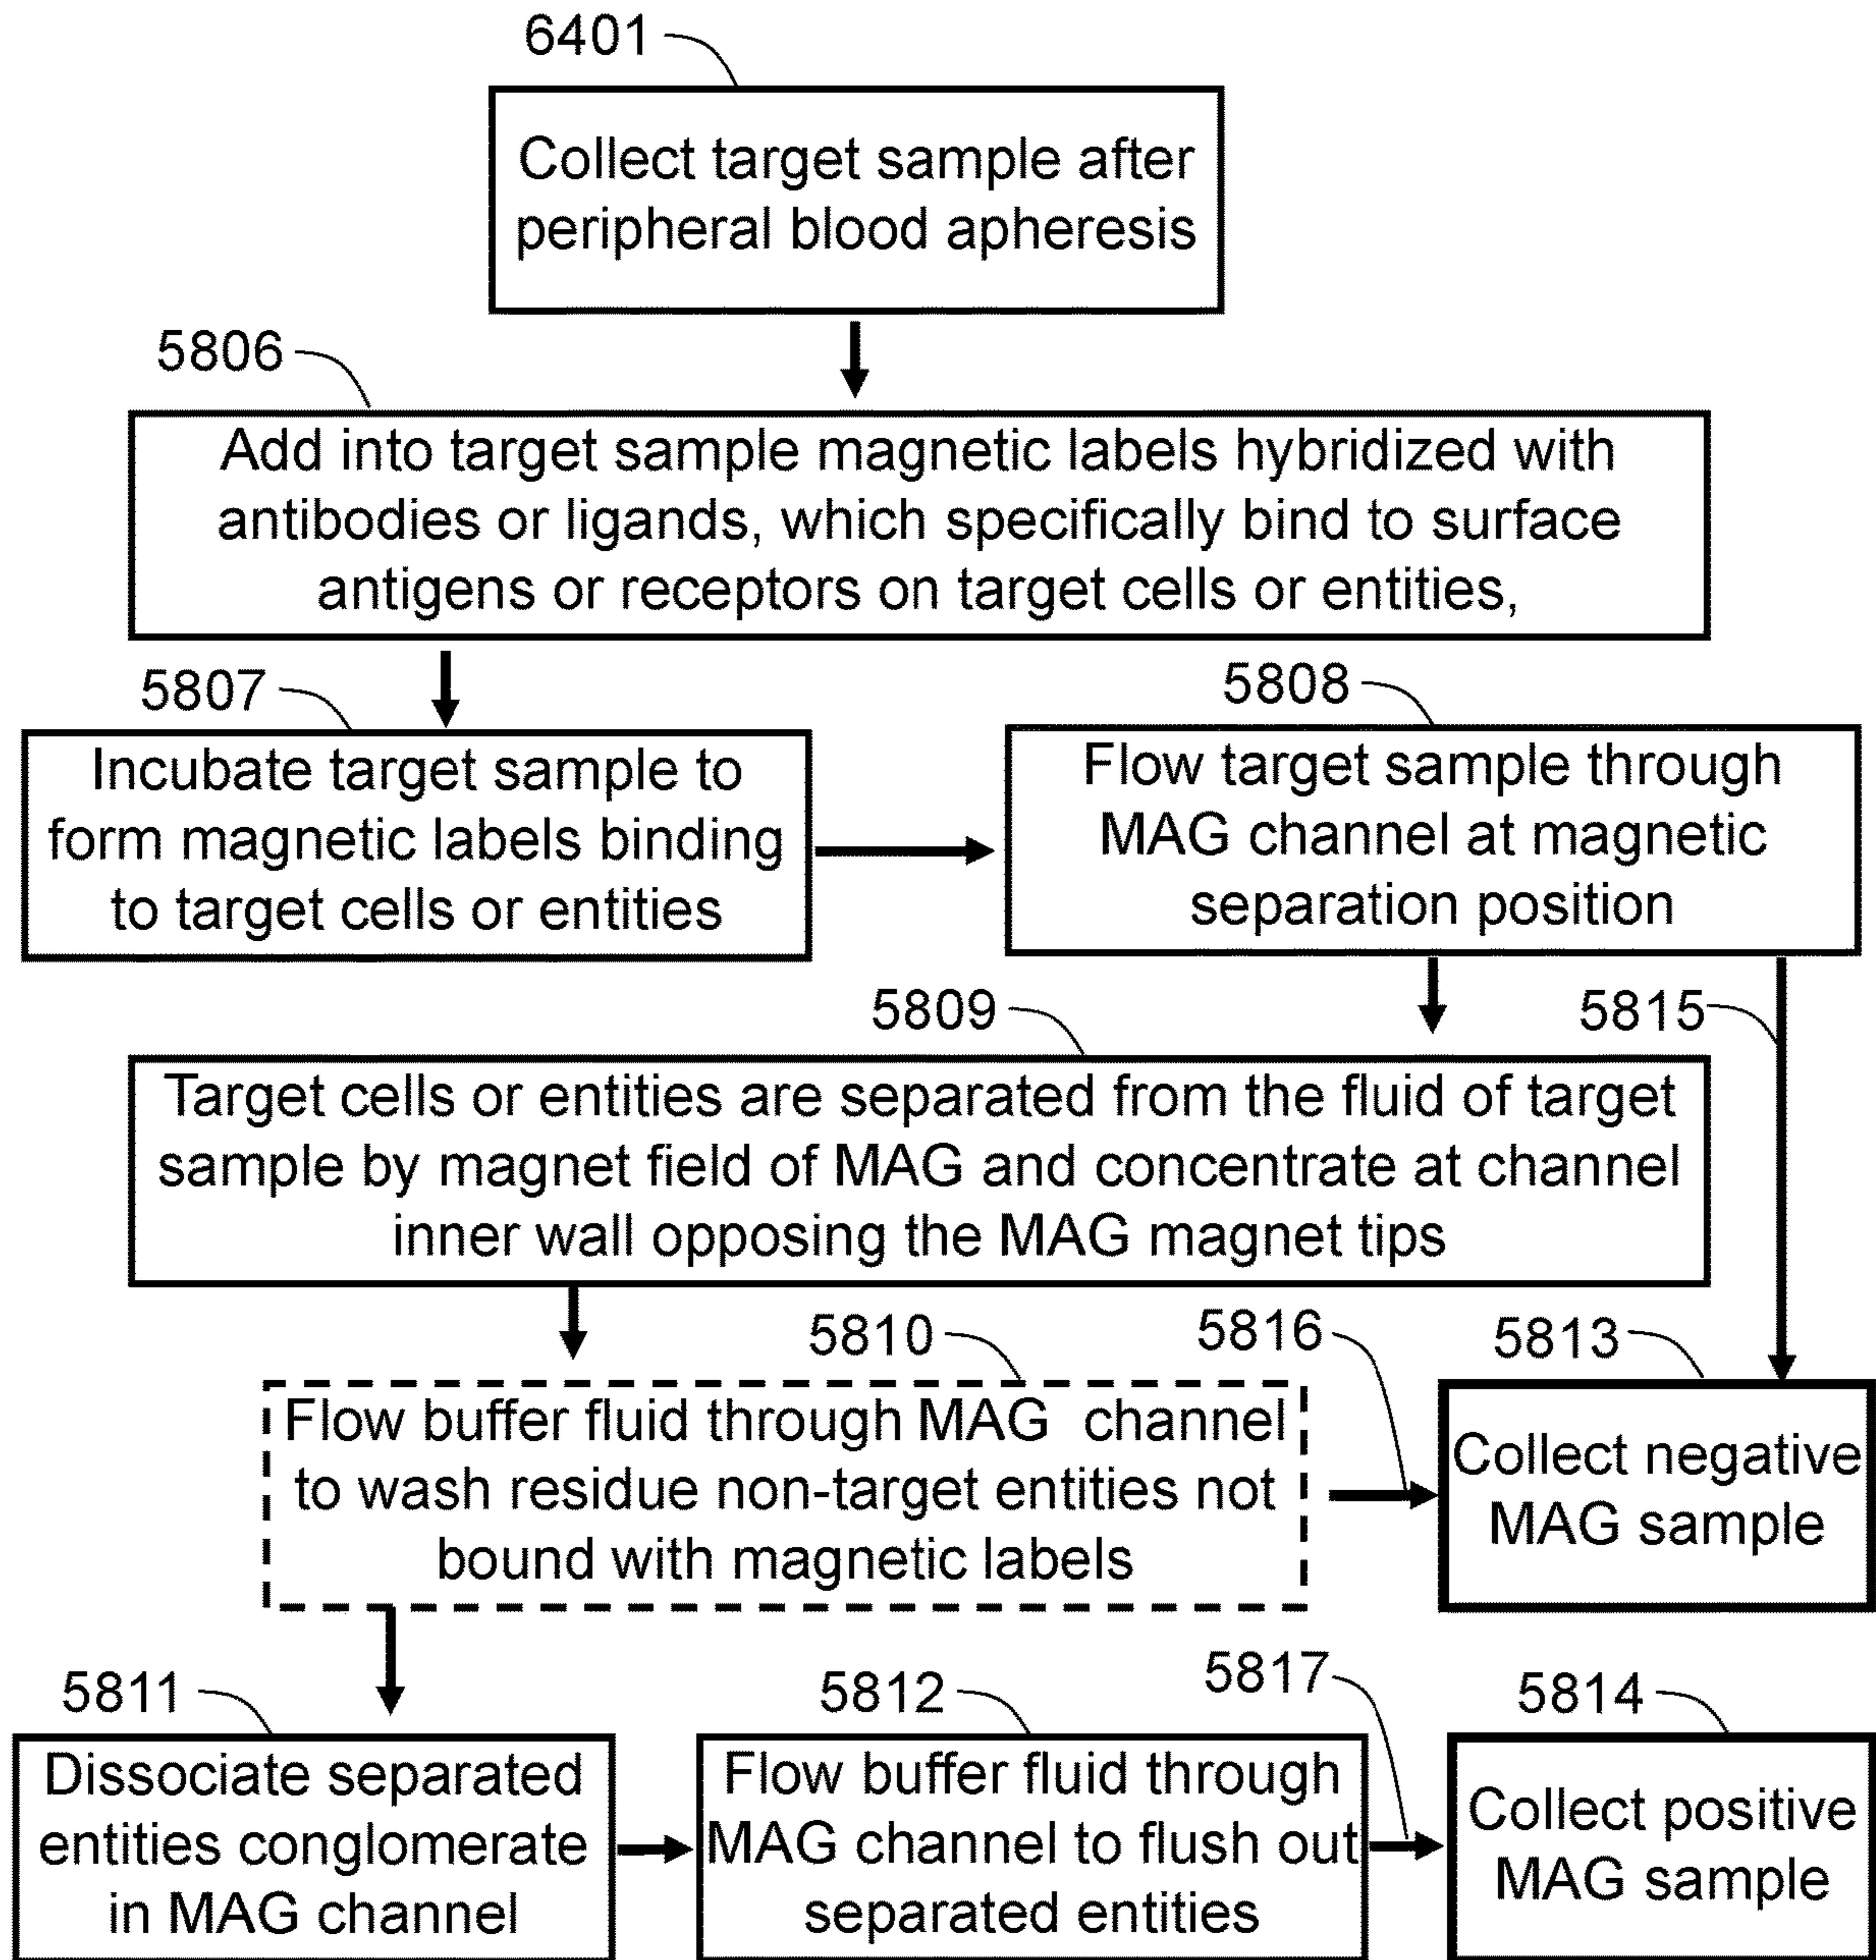 6401
Collect target sample after
peripheral blood apheresis
5806
Add into target sample magnetic labels hybridized with
antibodies or ligands, which specifically bind to surface
antigens or receptors on target cells or entities,
5807
Incubate target sample to
form magnetic labels binding
to target cells or entities
5808
Flow target sample through
MAG channel at magnetic
separation position
5809
5815
Target cells or entities are separated from the fluid of target
sample by magnet field of MAG and concentrate at channel
inner wall opposing the MAG magnet tips
5810
Flow buffer fluid through MAG channel
to wash residue non-target entities not
bound with magnetic labels
5816
5813
Collect negative
MAG sample
5811
Dissociate separated
entities conglomerate
in MAG channel
5812
Flow buffer fluid through
MAG channel to flush out
separated entities
5817
5814
Collect positive
MAG sample